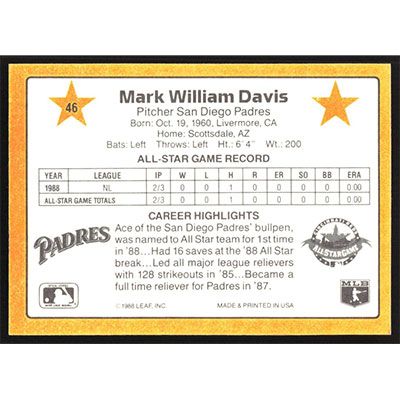 46
Mark William Davis
Pitcher San Diego Padres
Born: Oct. 19, 1960, Livermore, CA
Home: Scottsdale, AZ
Bats: Left Throws: Left Ht.: 6' 4" Wt.: 200
ALL-STAR GAME RECORD
YEAR LEAGUE IP W L H R ER SO BB ERA
1988 NL 2/3 0 0 1 0 0 0 0 0.00
ALL-STAR GAME TOTALS 2/3 0 0 1 0 0 0 0 0.00
CAREER HIGHLIGHTS
Ace of the San Diego Padres' bullpen,
was named to All Star team for 1st time
in '88...Had 16 saves at the '88 All Star
break...Led all major league relievers
with 128 strikeouts in '85...Became a
full time reliever for Padres in '87.
PADRES
ALL STAR GAME
MLB
©1988 LEAF, INC. MADE & PRINTED IN USA